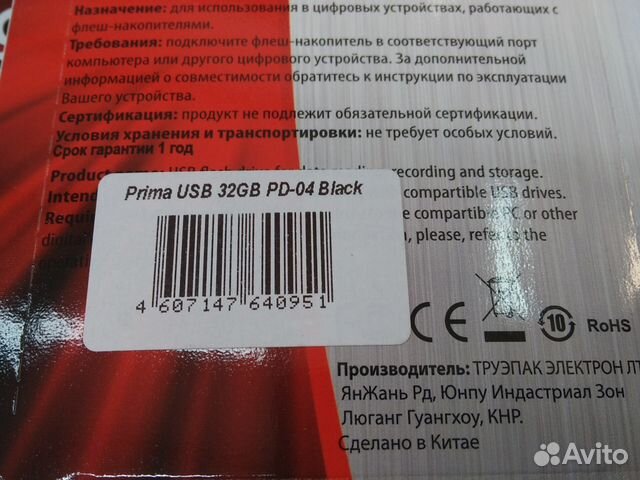 Назначение: для использования в цифровых устройствах, работающих с
флеш-накопителями.
Требования: подключите флеш-накопитель в соответствующий порт
компьютера или другого цифрового устройства. За дополнительной
информацией о совместимости обратитесь к инструкции по эксплуатации
Вашего устройства.
Сертификация: продукт не подлежит обязательной сертификации.
Условия хранения и транспортировки: не требует особых условий.
Срок гарантии 1 год
recording and storage.
compartible USB drives.
compartible PC or other
please, refer to the
Prima USB 32GB PD-04 Black
4 607147 640951
CE
10
RoHS
Производитель: ТРУЭПАК ЭЛЕКТРОН
ЯнЖань Рд, Юнпу Индастриал Зон
Люганг Гуангхоу, КНР.
Сделано в Китае
Avito